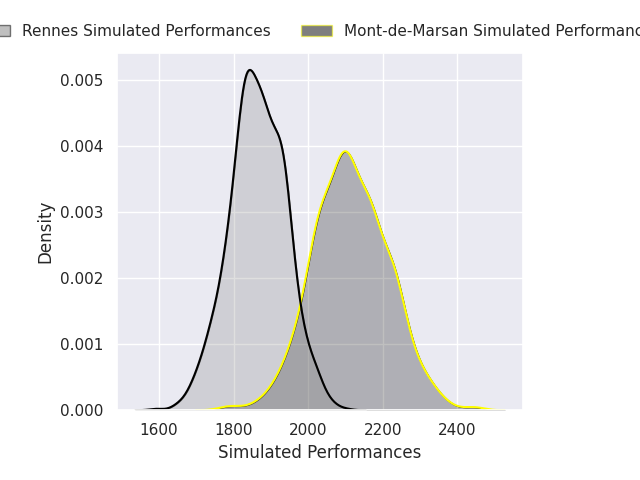 Rennes Simulated Performances Mont-de-Marsan Simulated
0.005
0.004
0.003
0.002
0.001
0.000
Density
1600 1800 2000 2200 2400
Simulated Performances